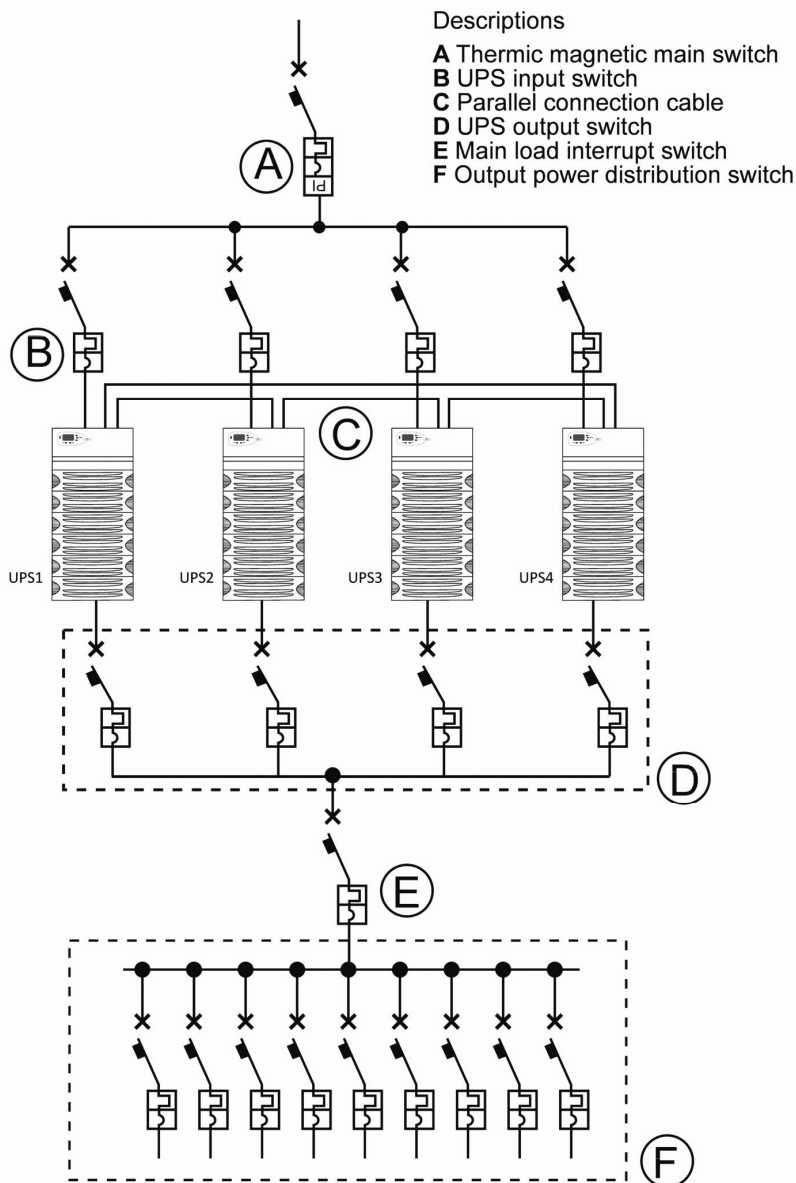 Descriptions
A Thermic magnetic main switch
B UPS input switch
C Parallel connection cable
D UPS output switch
E Main load interrupt switch
F Output power distribution switch
A
Id
B
C
UPS1
UPS2
UPS3
UPS4
D
E
F